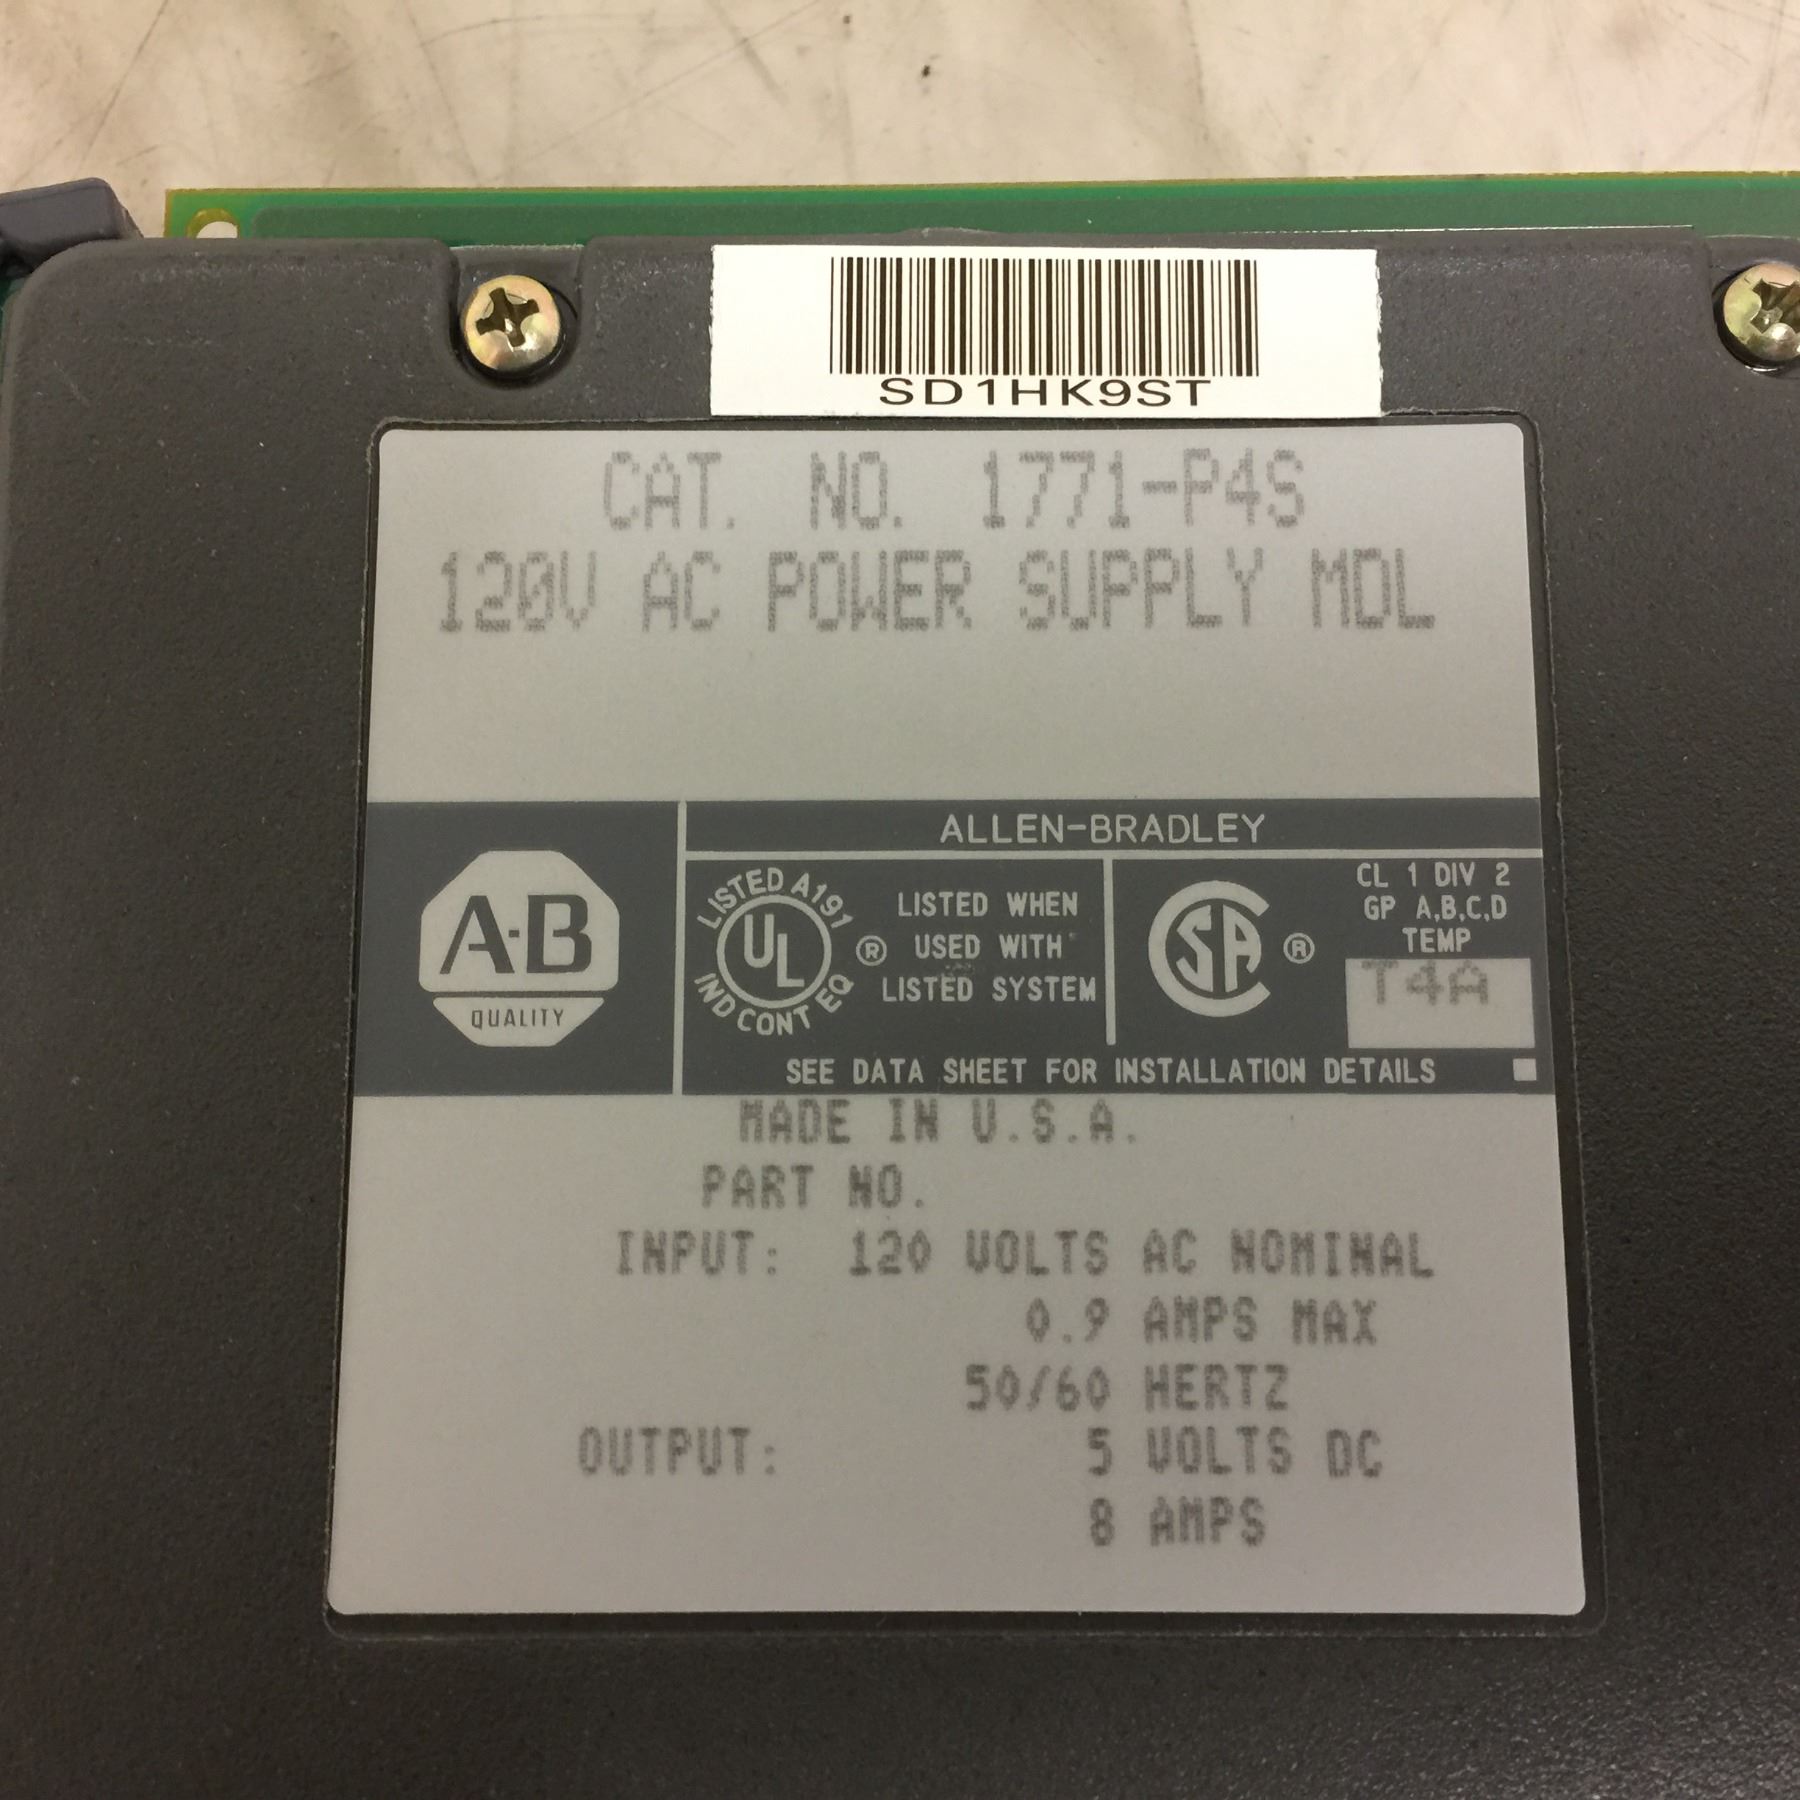 SD1HK9ST
CAT. NO. 1771-P4S
120V AC POWER SUPPLY MDL
ALLEN-BRADLEY
A-B
QUALITY
LISTED A191
UL
IND CONT EQ
®
LISTED WHEN
USED WITH
LISTED SYSTEM
SA
®
CL 1 DIV 2
GP A,B,C,D
TEMP
T4A
SEE DATA SHEET FOR INSTALLATION DETAILS
MADE IN U.S.A.
PART NO.
INPUT: 120 VOLTS AC NOMINAL
0.9 AMPS MAX
50/60 HERTZ
OUTPUT: 5 VOLTS DC
8 AMPS